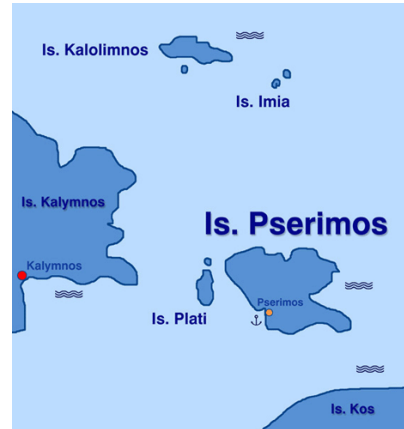 Is. Kalolimnos
Is. Imia
Is. Kalymnos
Is. Pserimos
Kalymnos
Pserimos
Is. Plati
Is. Kos